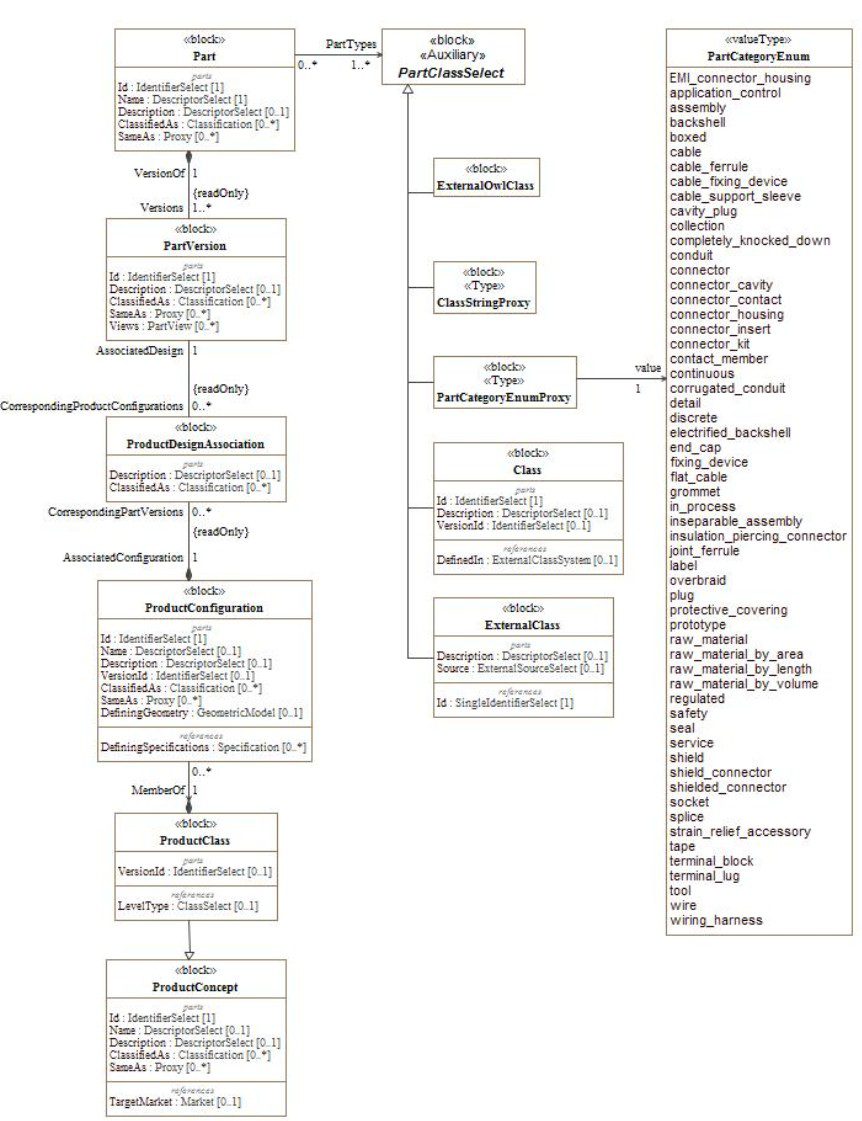 «block»
Part
parts
Id : IdentifierSelect [1]
Name : DescriptorSelect [1]
Description : DescriptorSelect [0..1]
ClassifiedAs : Classification [0..*]
SameAs : Proxy [0..*]
PartTypes
0..*
1..*
«block»
«Auxiliary»
PartClassSelect
VersionOf
1
{readOnly}
Versions
1..*
«block»
PartVersion
parts
Id : IdentifierSelect [1]
Description : DescriptorSelect [0..1]
ClassifiedAs : Classification [0..*]
SameAs : Proxy [0..*]
Views : PartView [0..*]
AssociatedDesign
1
{readOnly}
CorrespondingProductConfigurations
0..*
«block»
ProductDesignAssociation
parts
Description : DescriptorSelect [0..1]
ClassifiedAs : Classification [0..*]
CorrespondingPartVersions
0..*
{readOnly}
AssociatedConfiguration
1
«block»
ProductConfiguration
parts
Id : IdentifierSelect [1]
Name : DescriptorSelect [0..1]
Description : DescriptorSelect [0..1]
VersionId : IdentifierSelect [0..1]
ClassifiedAs : Classification [0..*]
SameAs : Proxy [0..*]
DefiningGeometry : GeometricModel [0..1]
references
DefiningSpecifications : Specification [0..*]
0..*
MemberOf
1
«block»
ProductClass
parts
VersionId : IdentifierSelect [0..1]
references
LevelType : ClassSelect [0..1]
«block»
ProductConcept
parts
Id : IdentifierSelect [1]
Name : DescriptorSelect [0..1]
Description : DescriptorSelect [0..1]
ClassifiedAs : Classification [0..*]
SameAs : Proxy [0..*]
references
TargetMarket : Market [0..1]
«block»
ExternalOwlClass
«block»
«Type»
ClassStringProxy
«block»
«Type»
PartCategoryEnumProxy
value
1
«block»
Class
parts
Id : IdentifierSelect [1]
Description : DescriptorSelect [0..1]
VersionId : IdentifierSelect [0..1]
references
DefinedIn : ExternalClassSystem [0..1]
«block»
ExternalClass
parts
Description : DescriptorSelect [0..1]
Source : ExternalSourceSelect [0..1]
references
Id : SingleIdentifierSelect [1]
«valueType»
PartCategoryEnum
EMI_connector_housing
application_control
assembly
backshell
boxed
cable
cable_ferrule
cable_fixing_device
cable_support_sleeve
cavity_plug
collection
completely_knocked_down
conduit
connector
connector_cavity
connector_contact
connector_housing
connector_insert
connector_kit
contact_member
continuous
corrugated_conduit
detail
discrete
electrified_backshell
end_cap
fixing_device
flat_cable
grommet
in_process
inseparable_assembly
insulation_piercing_connector
joint_ferrule
label
overbraid
plug
protective_covering
prototype
raw_material
raw_material_by_area
raw_material_by_length
raw_material_by_volume
regulated
safety
seal
service
shield
shield_connector
shielded_connector
socket
splice
strain_relief_accessory
tape
terminal_block
terminal_lug
tool
wire
wiring_harness